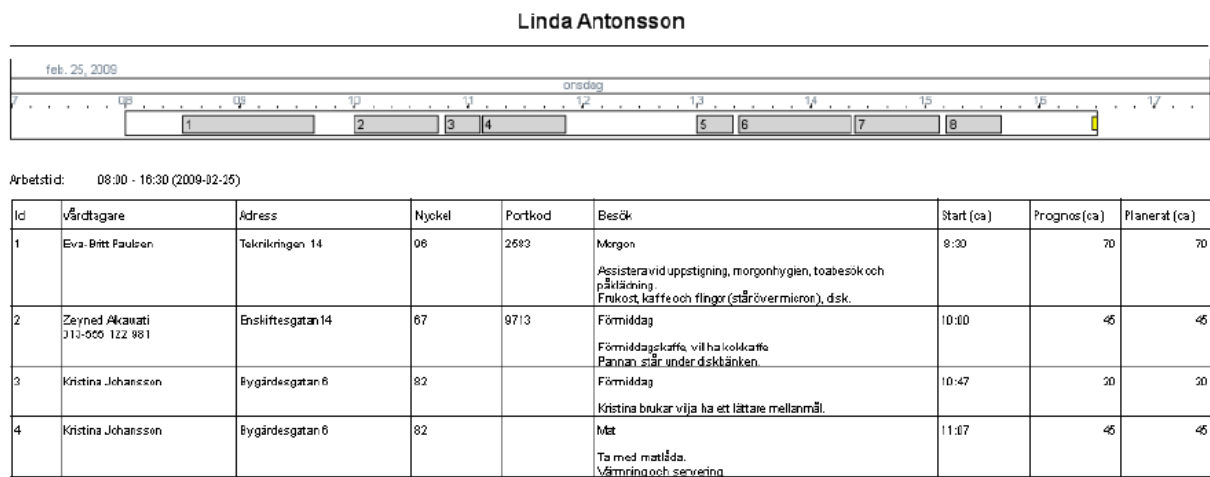 Linda Antonsson
feb. 25, 2009
onsdag
7 08 09 10 11 12 13 14 15 16 17
1 2 3 4 5 6 7 8
Arbetstid: 08:00 - 16:30 (2009-02-25)
Id Vårdtagare Adress Nyckel Portkod Besök Start (ca) Prognos (ca) Planerat (ca)
1 Eva-Britt Paulsen Teknikringen 14 96 2583 Morgon 8:30 70 70
Assistera vid uppstigning, morgonhygien, toabesök och
påklädning.
Frukost, kaffe och flingor (står över micron), disk.
2 Zeyned Alkawati Enskiftesgatan 14 67 9713 Förmiddag 10:00 45 45
013-666 122 981
Förmiddagskaffe, vill ha kokkaffe
Pannan står under diskbänken.
3 Kristina Johansson Bygårdesgatan 6 82 Förmiddag 10:47 20 20
Kristina brukar vilja ha ett lättare mellanmål.
4 Kristina Johansson Bygårdesgatan 6 82 Mat 11:07 45 45
Ta med matlåda.
Värmning och servering